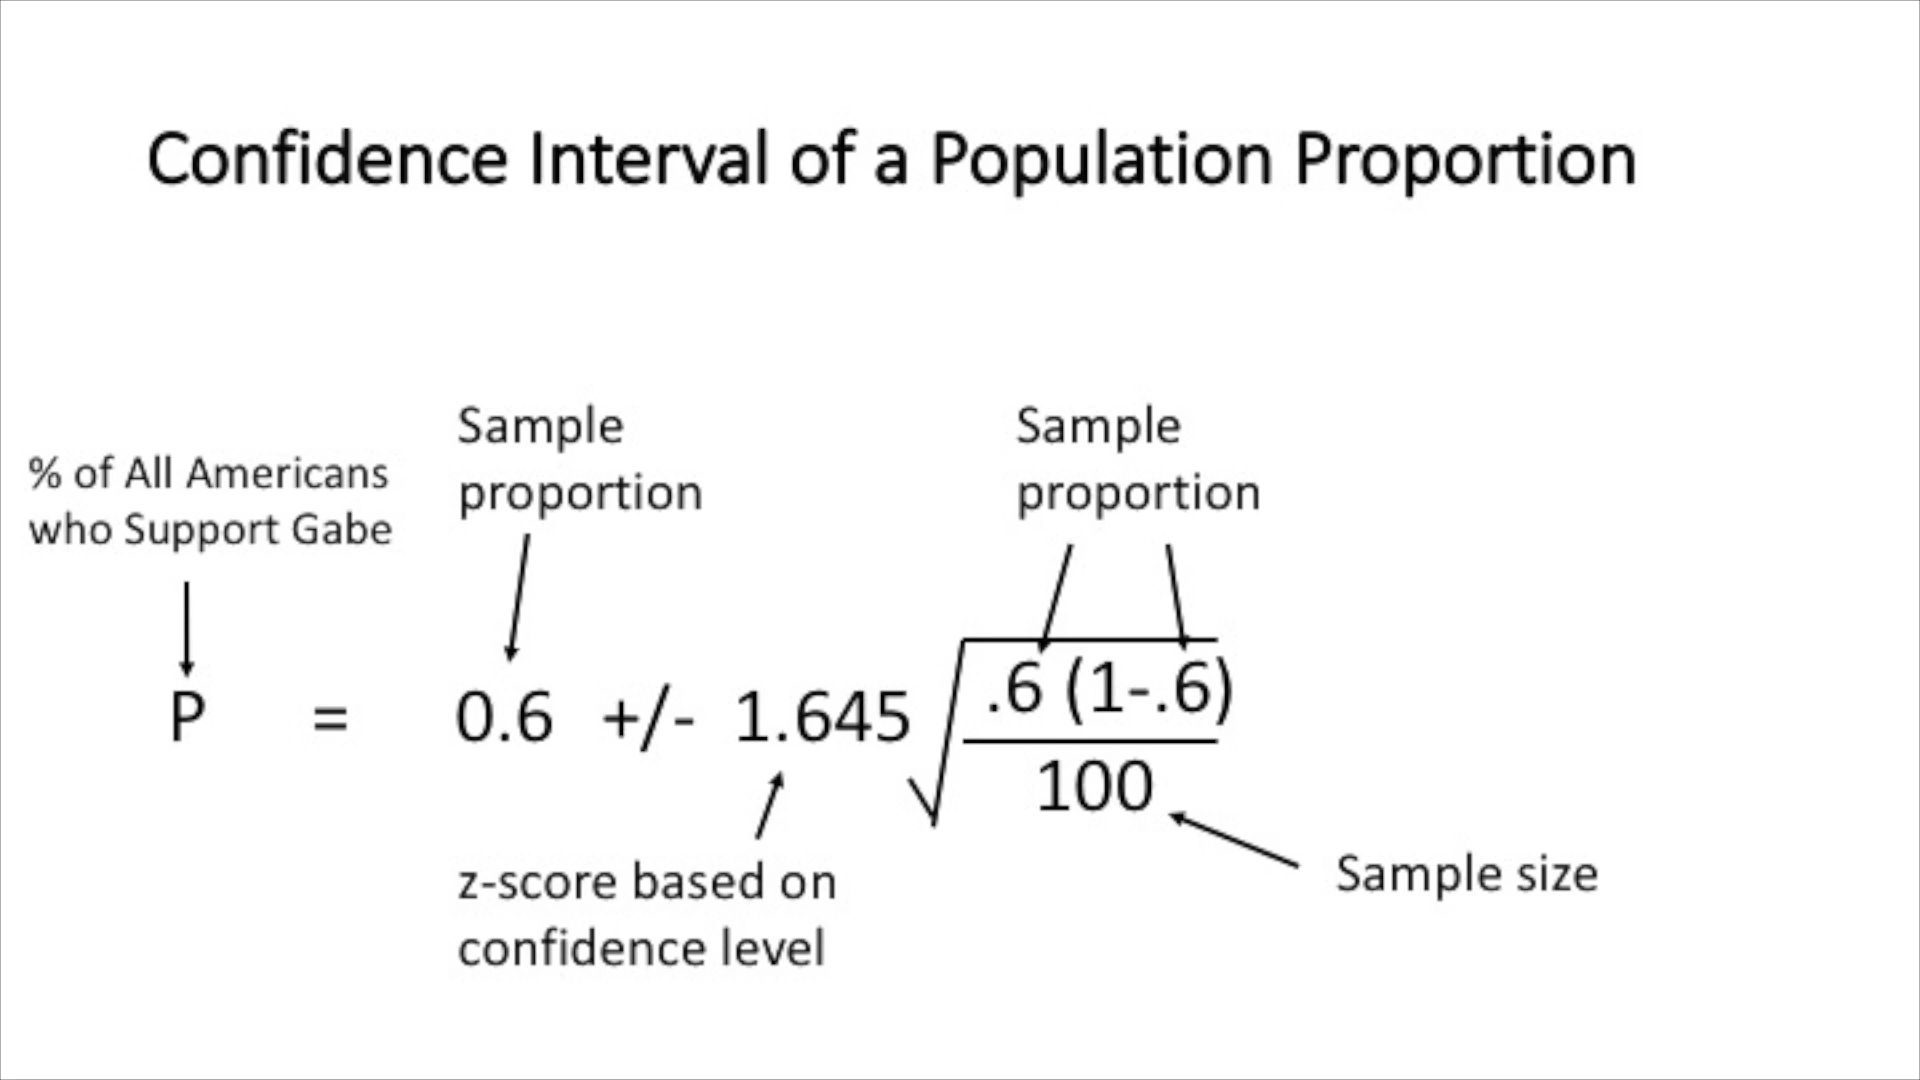 Confidence Interval of a Population Proportion
% of All Americans
who Support Gabe
Sample
proportion
Sample
proportion
P = 0.6 +/- 1.645 √ .6 (1-.6)
100
z-score based on
confidence level
Sample size